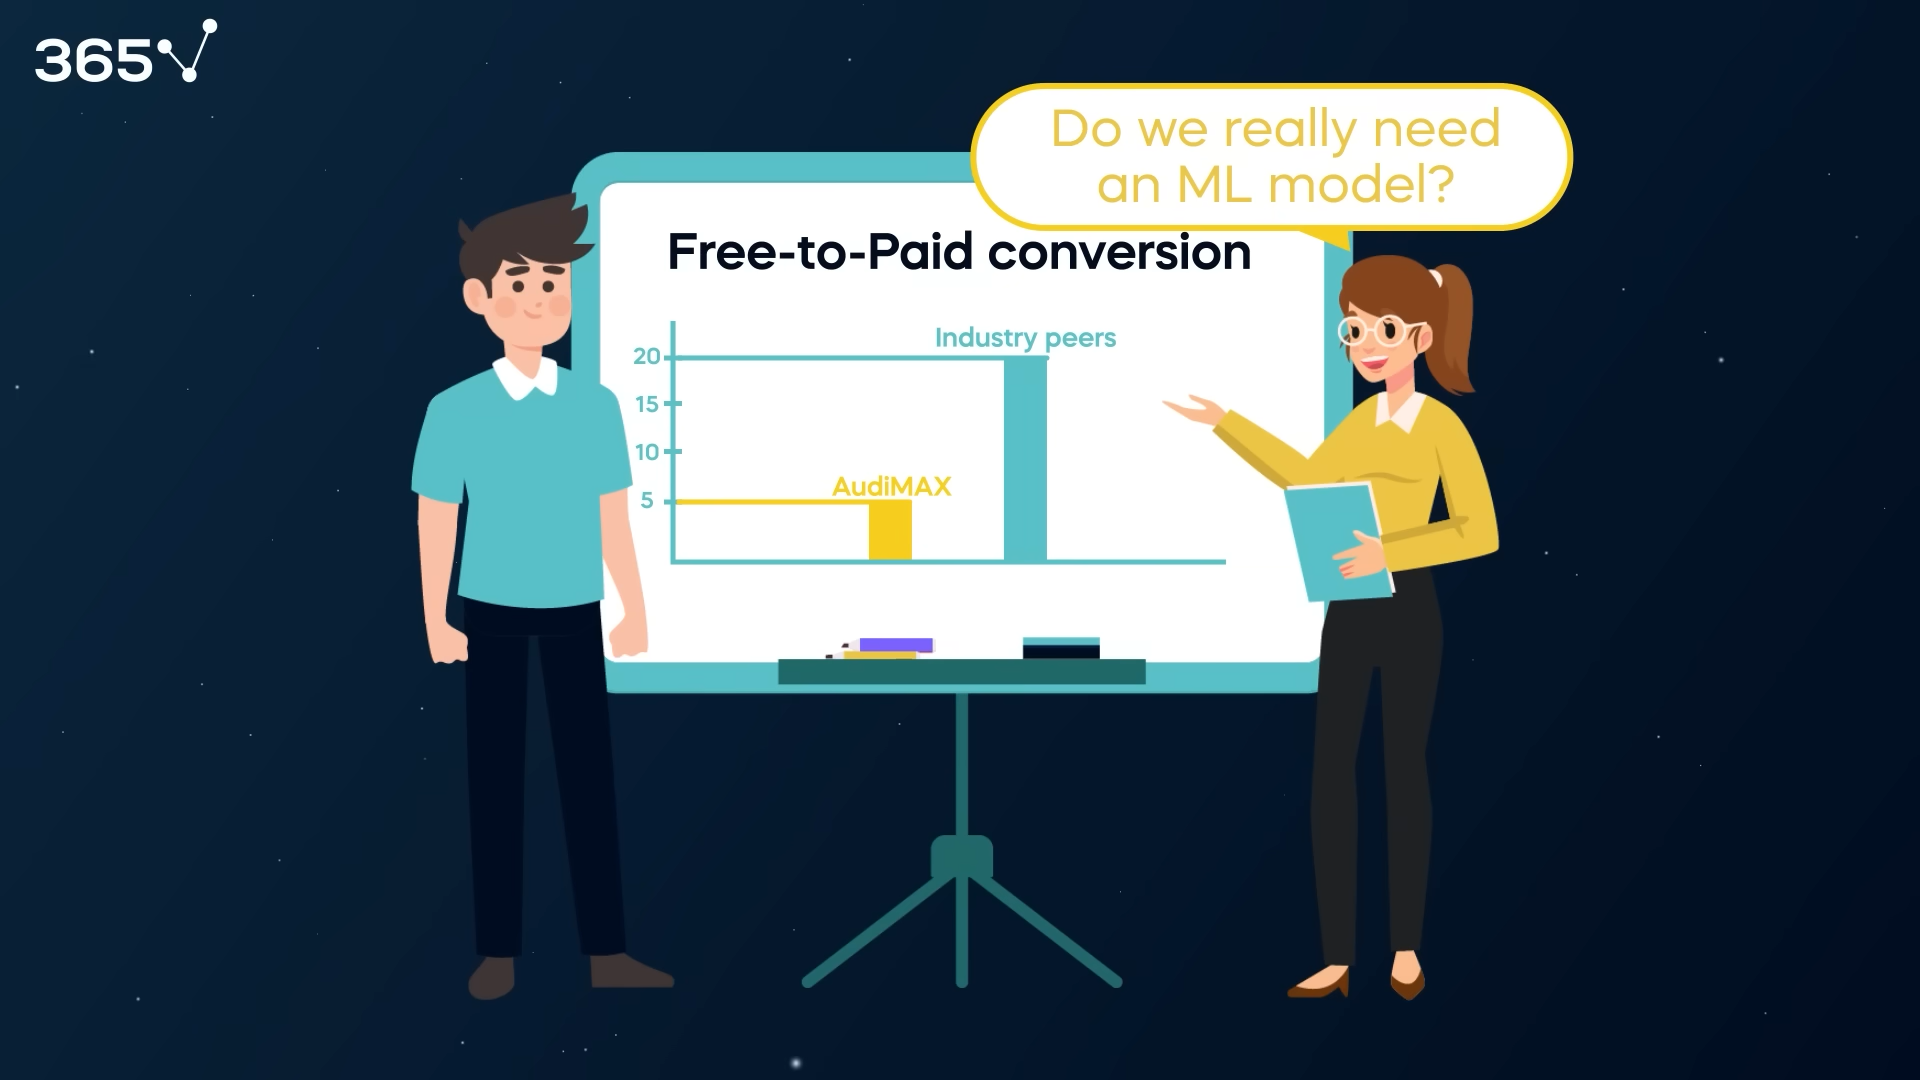 365
Do we really need
an ML model?
Free-to-Paid conversion
Industry peers
20
15
10
AudiMAX
5